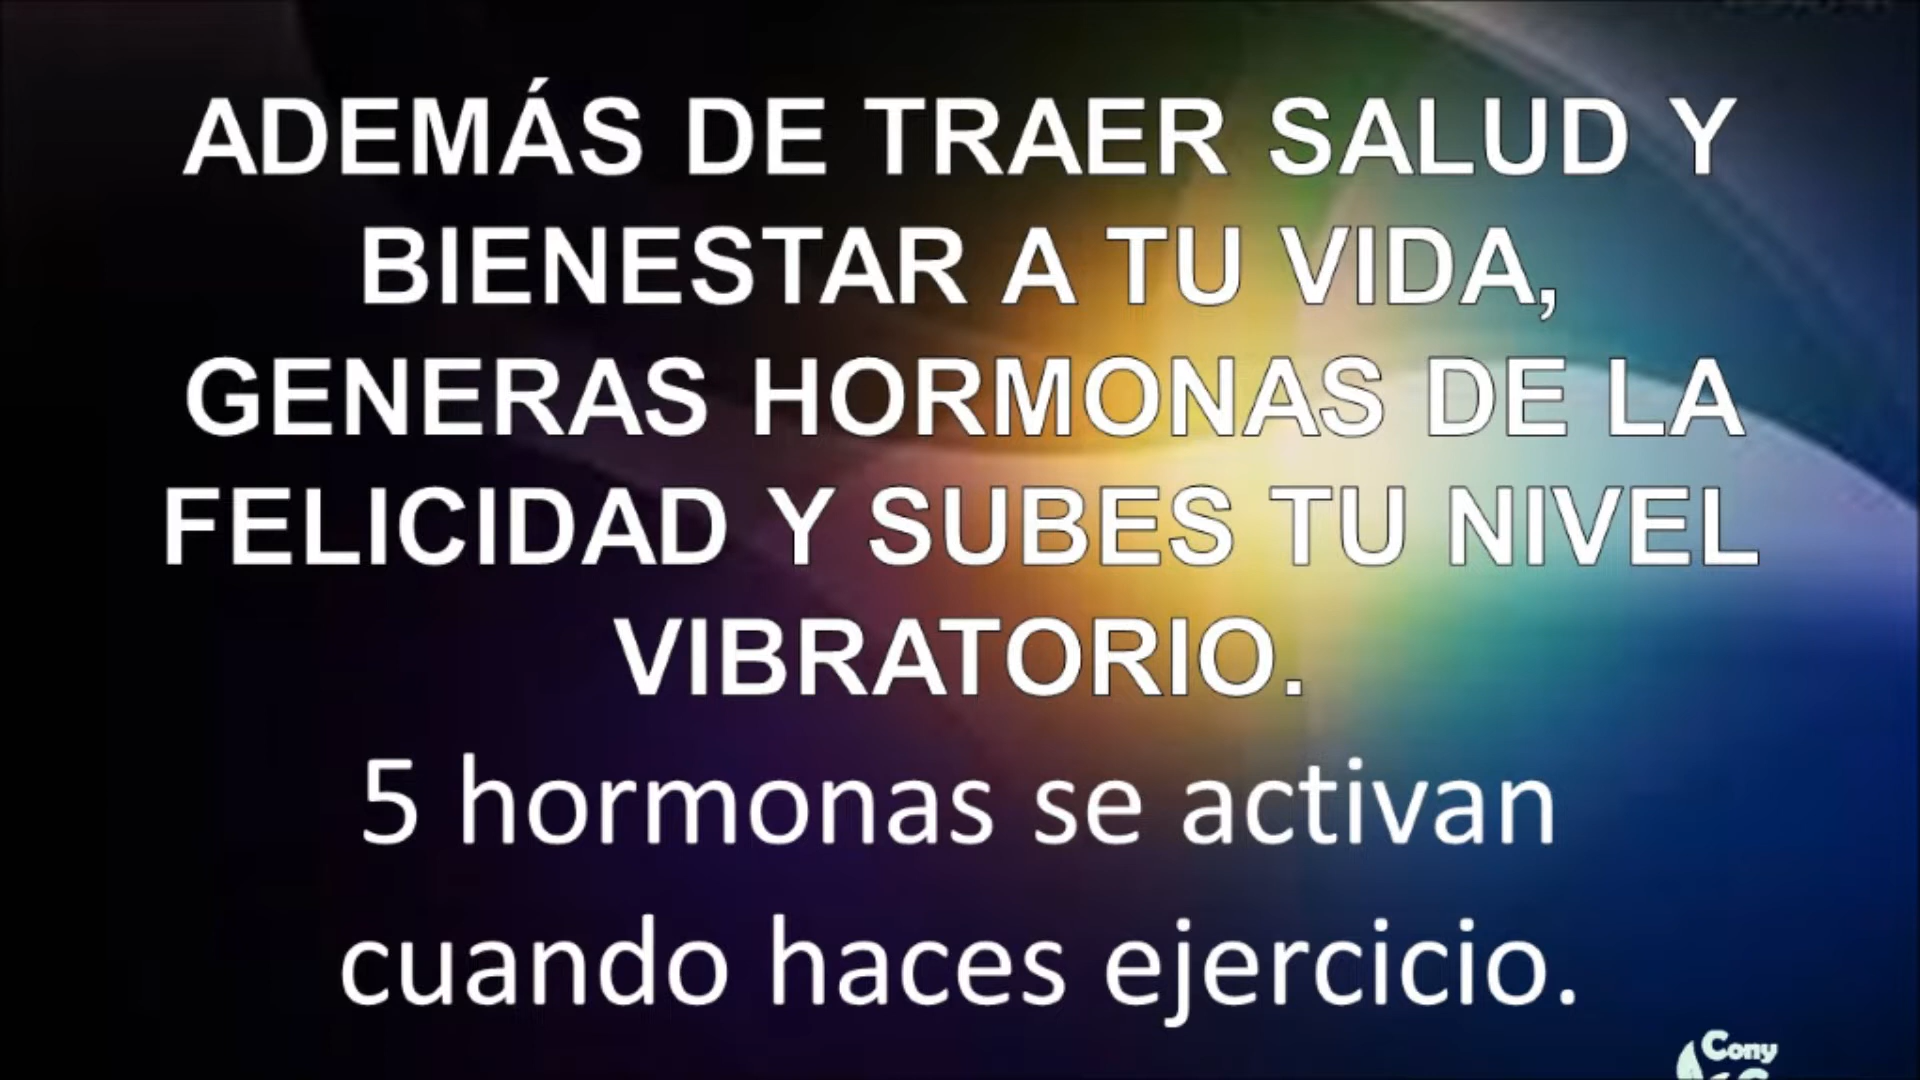 ADEMÁS DE TRAER SALUD Y
BIENESTAR A TU VIDA,
GENERAS HORMONAS DE LA
FELICIDAD Y SUBES TU NIVEL
VIBRATORIO.
5 hormonas se activan
cuando haces ejercicio.
Cony